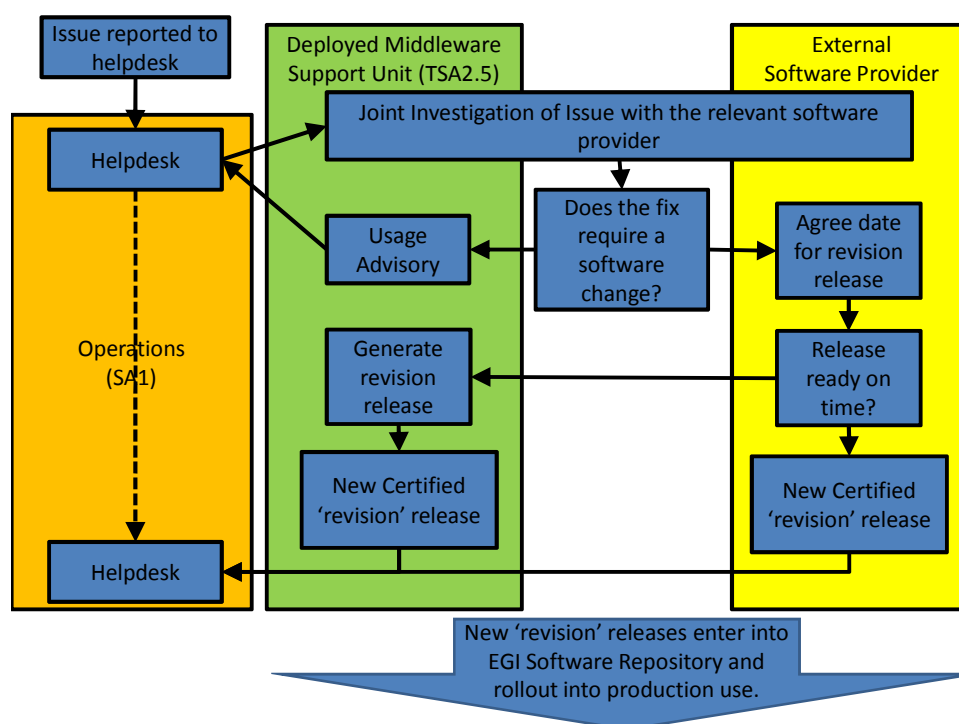 Issue reported to
helpdesk
Deployed Middleware
Support Unit (TSA2.5)
External
Software Provider
Joint Investigation of Issue with the relevant software
provider
Helpdesk
Does the fix
require a
software
change?
Usage
Advisory
Agree date
for revision
release
Operations
(SA1)
Generate
revision
release
Release
ready on
time?
New Certified
‘revision’ release
New Certified
‘revision’ release
Helpdesk
New ‘revision’ releases enter into
EGI Software Repository and
rollout into production use.